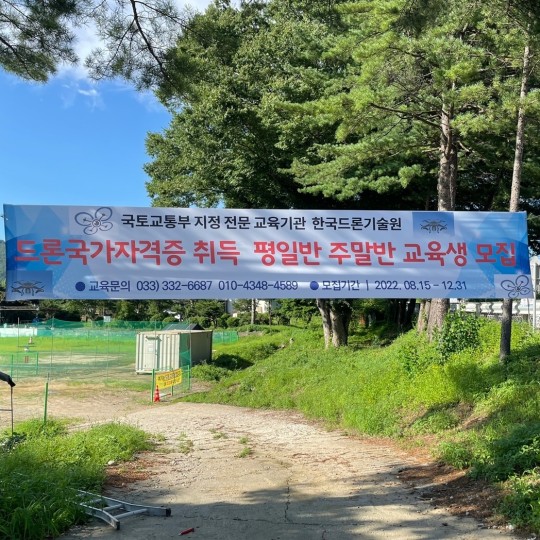 국토교통부 지정 전문 교육기관 한국드론기술원
드론국가자격증 취득 평일반 주말반 교육생 모집
● 교육문의 033) 332-6687 010-4348-4589 ● 모집기간 | 2022. 08.15 - 12.31